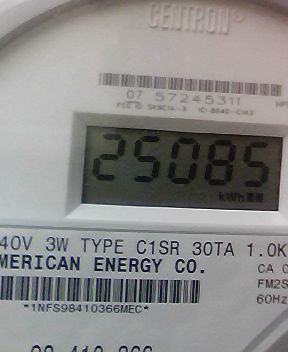 CENTRON®
07 57245311
25085
kWh
40V 3W TYPE C1SR 30TA 1.0K
MERICAN ENERGY CO.
CA 0
FM2S
60Hz
*1NFS98410366MEC*